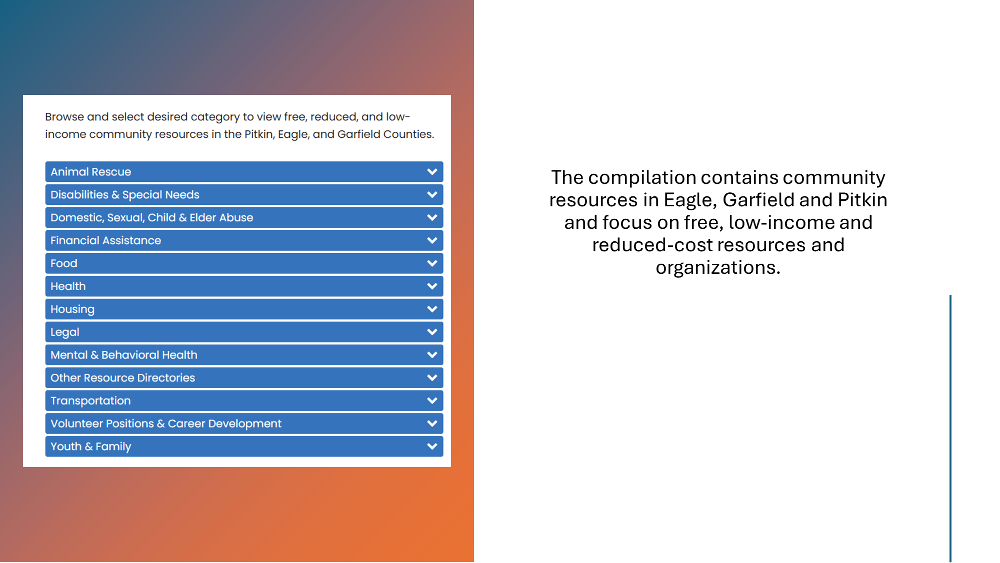 Browse and select desired category to view free, reduced, and low-
income community resources in the Pitkin, Eagle, and Garfield Counties.
Animal Rescue
Disabilities & Special Needs
Domestic, Sexual, Child & Elder Abuse
Financial Assistance
Food
Health
Housing
Legal
Mental & Behavioral Health
Other Resource Directories
Transportation
Volunteer Positions & Career Development
Youth & Family
The compilation contains community
resources in Eagle, Garfield and Pitkin
and focus on free, low-income and
reduced-cost resources and
organizations.